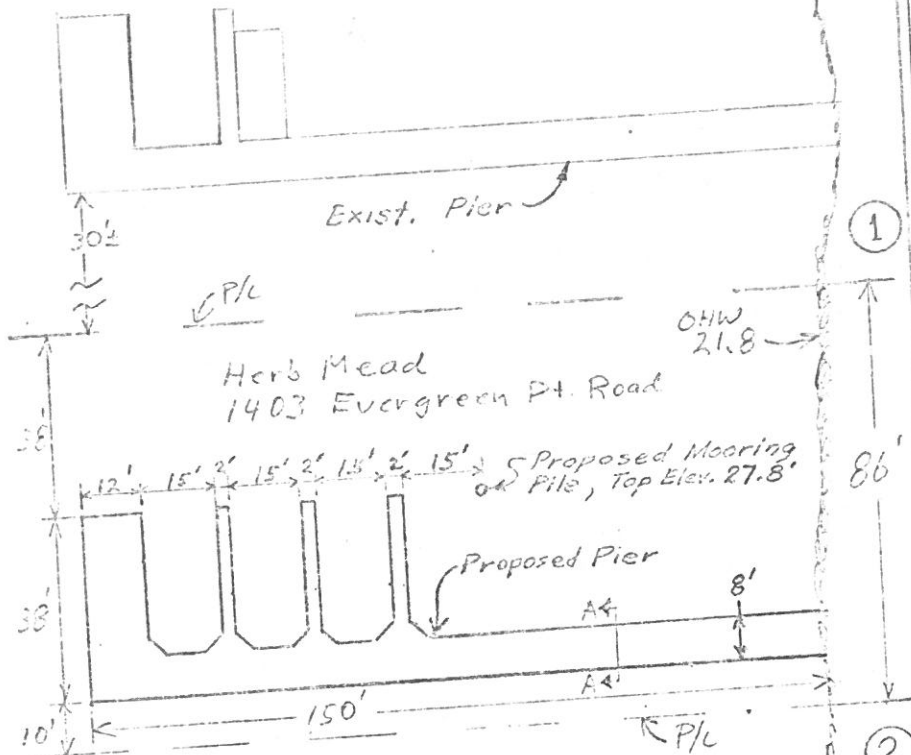 Exist. Pier
30'±
1
P/L
OHW
21.8
Herb Mead
1403 Evergreen Pt. Road
38'
12' 15' 2' 15' 2' 15' 2' 15'
Proposed Mooring
Pile, Top Elev. 27.8'
86'
Proposed Pier
38'
8'
A
A
150'
10'
P/L
2